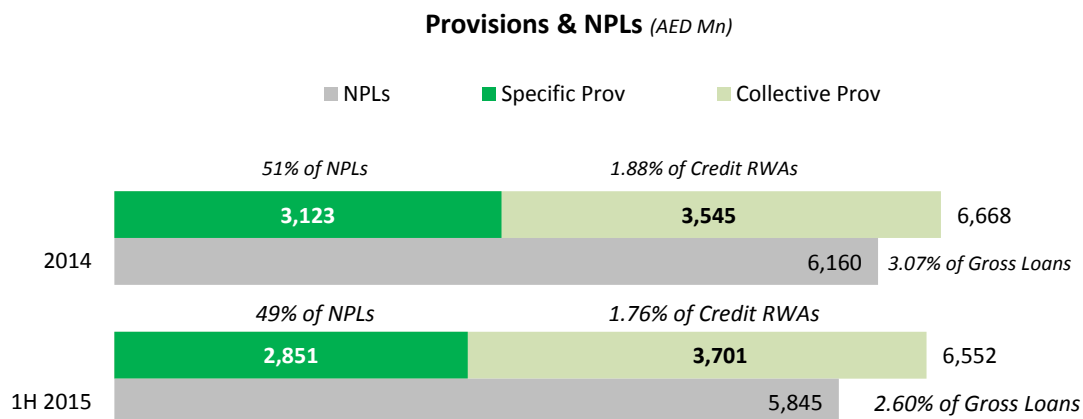 Provisions & NPLs (AED Mn)
NPLs Specific Prov Collective Prov
51% of NPLs 1.88% of Credit RWAs
3,123 3,545 6,668
2014 6,160 3.07% of Gross Loans
49% of NPLs 1.76% of Credit RWAs
2,851 3,701 6,552
1H 2015 5,845 2.60% of Gross Loans